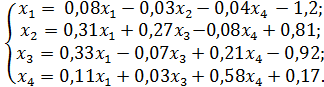 x₁ = 0,08x₁ − 0,03x₂ − 0,04x₄ − 1,2;
x₂ = 0,31x₁ + 0,27x₃−0,08x₄ + 0,81;
x₃ = 0,33x₁ − 0,07x₃ + 0,21x₄ − 0,92;
x₄ = 0,11x₁ + 0,03x₃ + 0,58x₄ + 0,17.